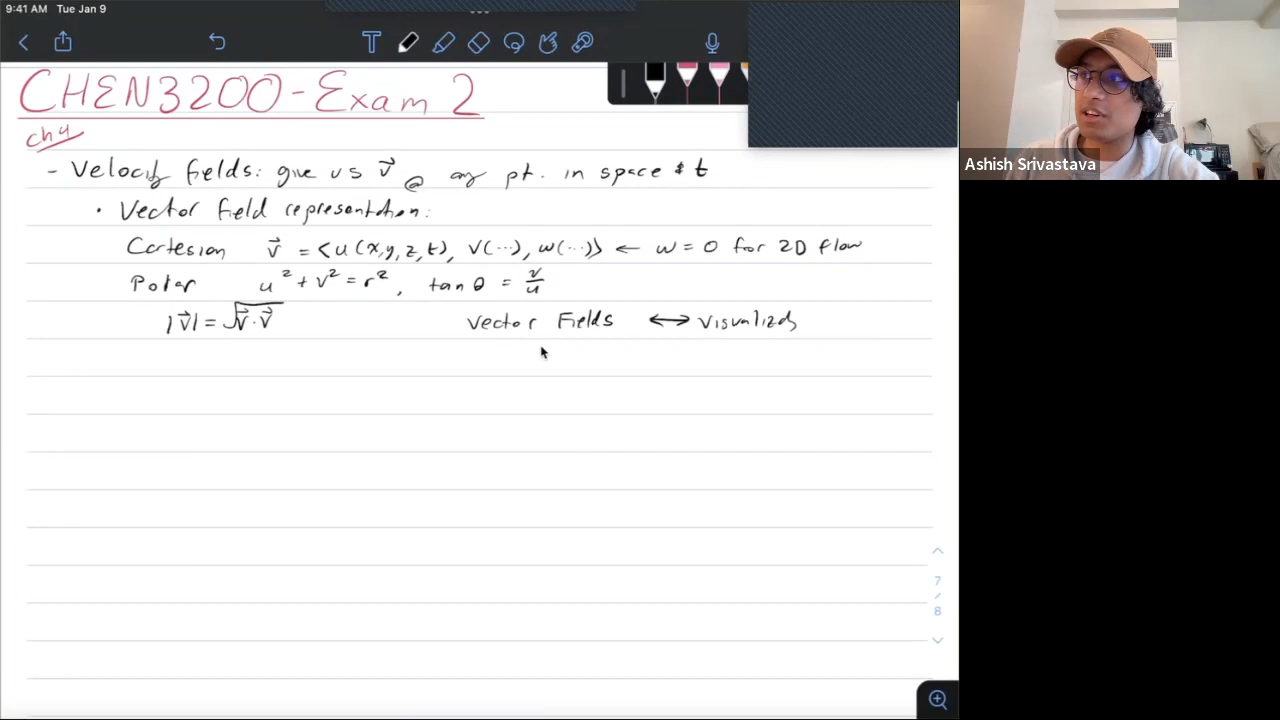 9:41 AM Tue Jan 9
CHEN3200 - Exam 2
ch4
- Velocity fields: give us v⃗ @ any pt. in space & t
• Vector field representation:
Cartesian v⃗ = <u(x,y,z,t), v(...), w(...)> ← w = 0 for 2D flow
Polar u² + v² = r², tan θ = v/u
|v⃗| = √v⃗·v⃗ Vector Fields ↔ visualizing
Ashish Srivastava
7
/
8